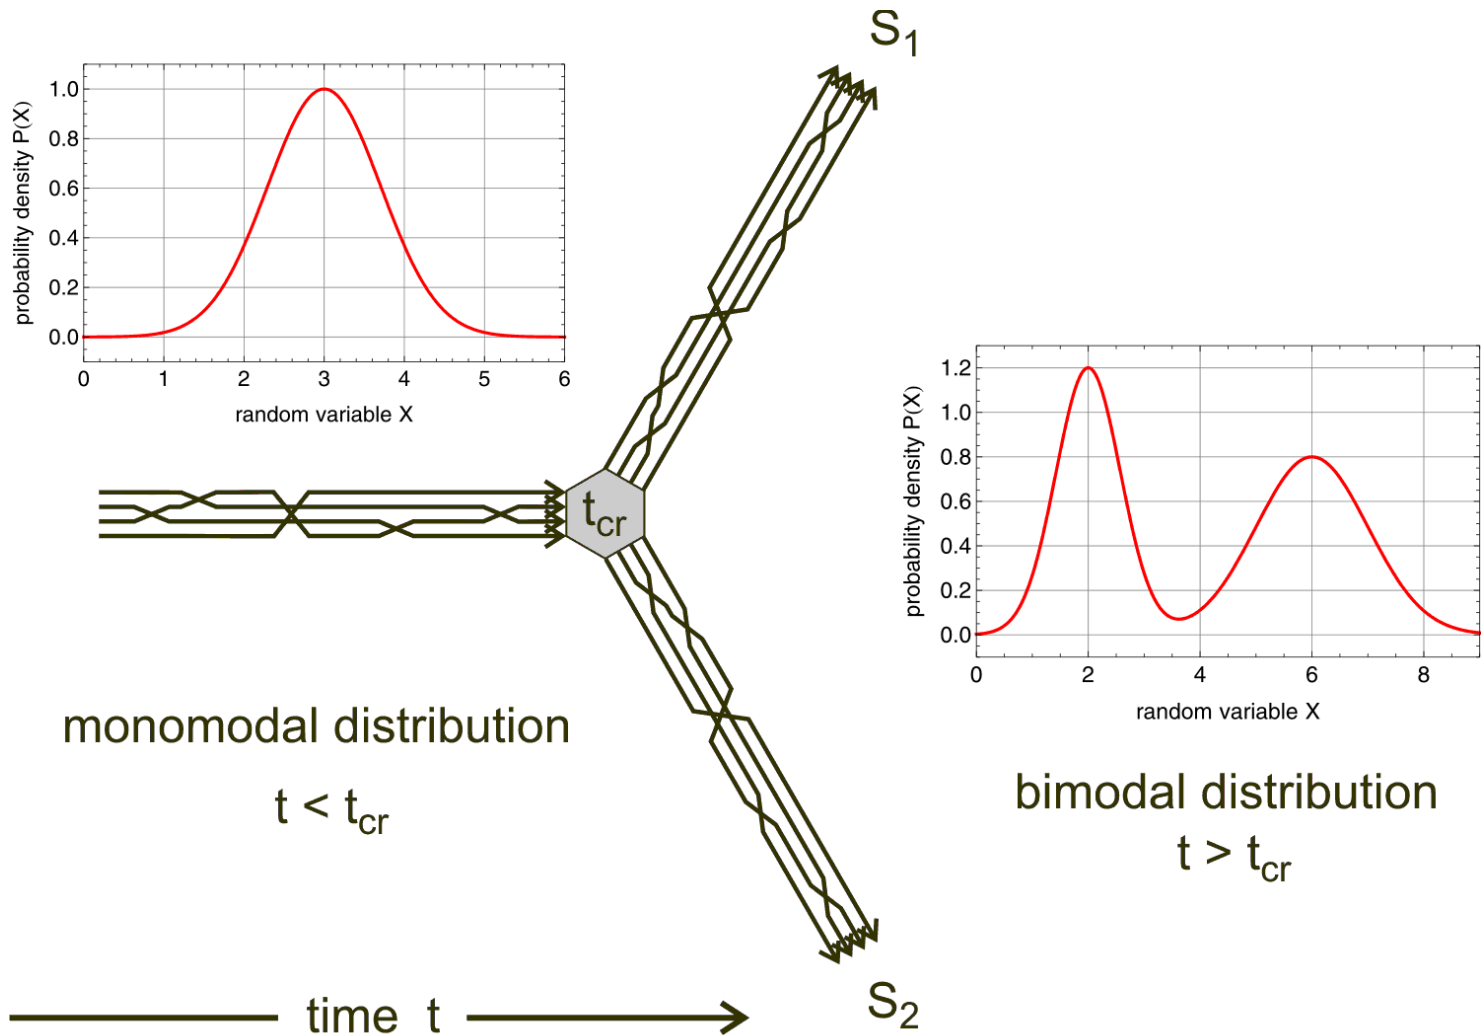 S1
1.0
0.8
0.6
0.4
0.2
0.0
probability density P(X)
0 1 2 3 4 5 6
random variable X
tcr
1.2
1.0
0.8
0.6
0.4
0.2
0.0
probability density P(X)
0 2 4 6 8
random variable X
monomodal distribution
t < tcr
bimodal distribution
t > tcr
S2
time t